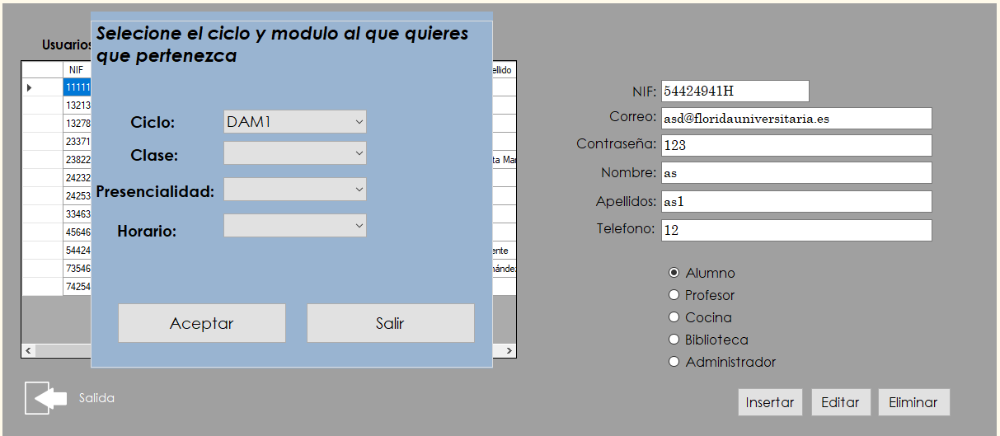 Selecione el ciclo y modulo al que quieres
que pertenezca
Usuarios
NIF
ellido
11111
13213
13278
23371
23822
ta Mar
24232
24253
33463
45646
54424
ente
73546
nández
74254
Ciclo: DAM1
Clase:
Presencialidad:
Horario:
Aceptar Salir
NIF: 54424941H
Correo: asd@floridauniversitaria.es
Contraseña: 123
Nombre: as
Apellidos: as1
Telefono: 12
Alumno
Profesor
Cocina
Biblioteca
Administrador
Salida
Insertar Editar Eliminar